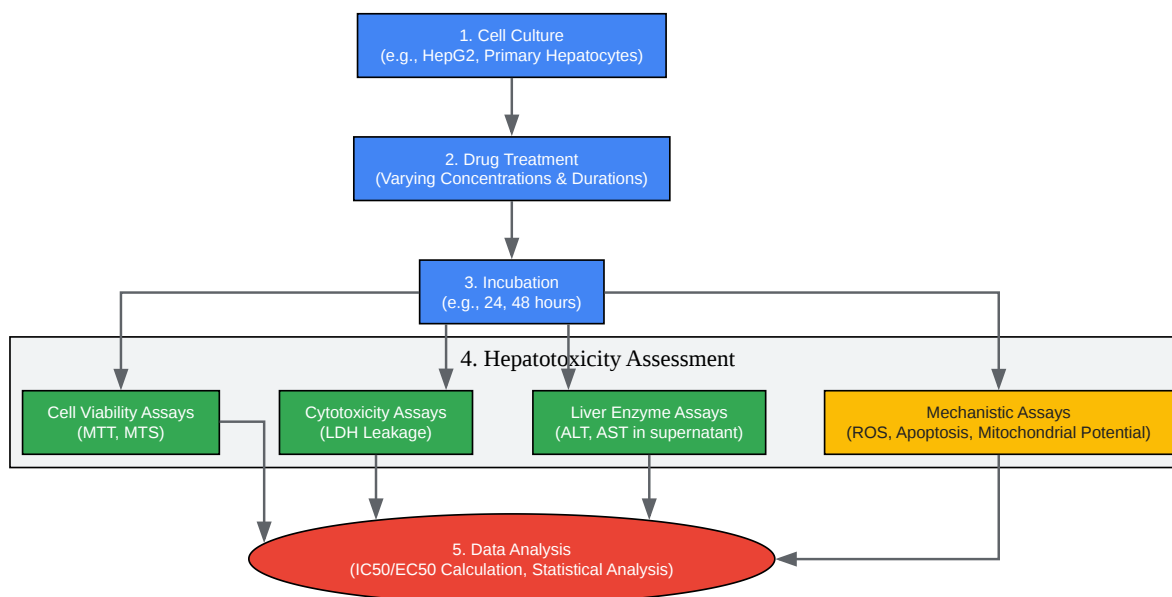 1. Cell Culture
(e.g., HepG2, Primary Hepatocytes)
2. Drug Treatment
(Varying Concentrations & Durations)
3. Incubation
(e.g., 24, 48 hours)
4. Hepatotoxicity Assessment
Cell Viability Assays
(MTT, MTS)
Cytotoxicity Assays
(LDH Leakage)
Liver Enzyme Assays
(ALT, AST in supernatant)
Mechanistic Assays
(ROS, Apoptosis, Mitochondrial Potential)
5. Data Analysis
(IC50/EC50 Calculation, Statistical Analysis)